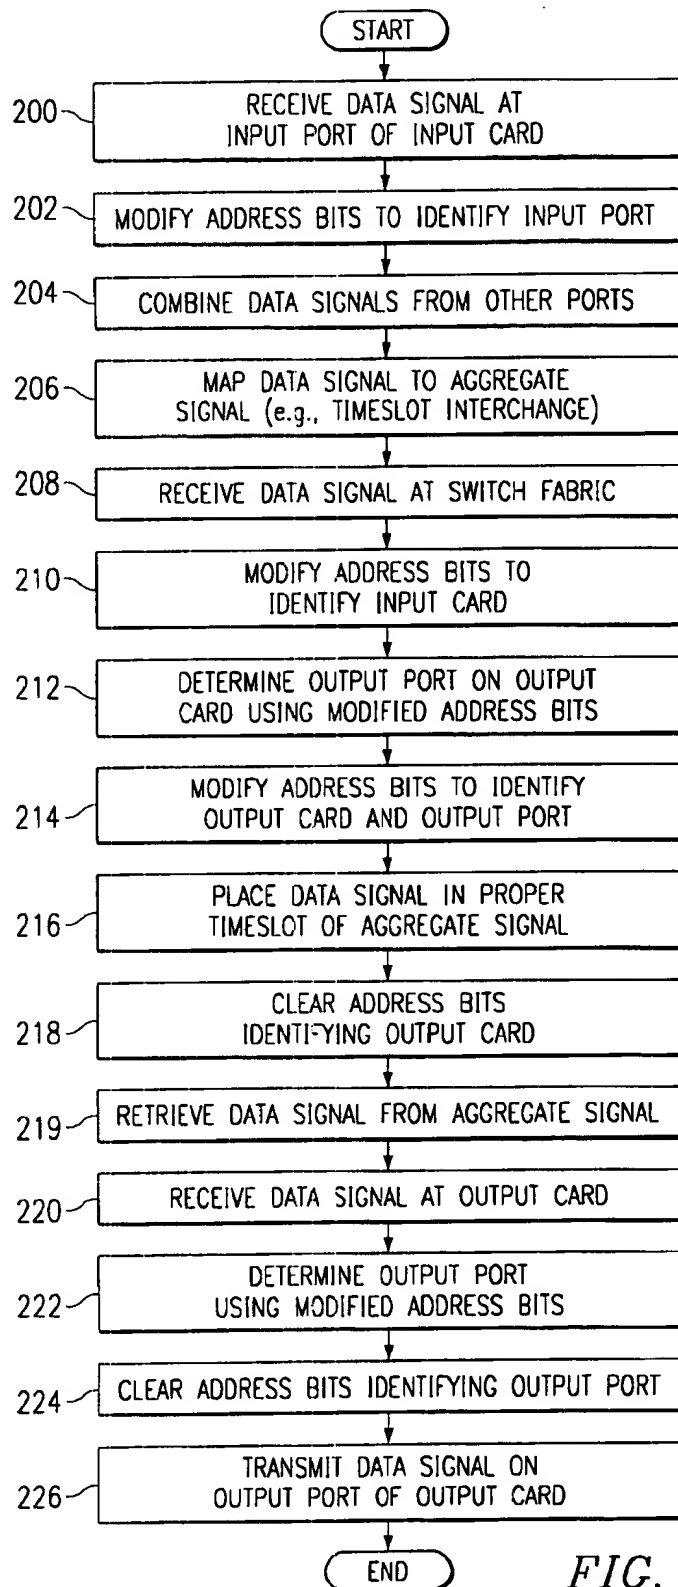 START
200
RECEIVE DATA SIGNAL AT
INPUT PORT OF INPUT CARD
202
MODIFY ADDRESS BITS TO IDENTIFY INPUT PORT
204
COMBINE DATA SIGNALS FROM OTHER PORTS
206
MAP DATA SIGNAL TO AGGREGATE
SIGNAL (e.g., TIMESLOT INTERCHANGE)
208
RECEIVE DATA SIGNAL AT SWITCH FABRIC
210
MODIFY ADDRESS BITS TO
IDENTIFY INPUT CARD
212
DETERMINE OUTPUT PORT ON OUTPUT
CARD USING MODIFIED ADDRESS BITS
214
MODIFY ADDRESS BITS TO IDENTIFY
OUTPUT CARD AND OUTPUT PORT
216
PLACE DATA SIGNAL IN PROPER
TIMESLOT OF AGGREGATE SIGNAL
218
CLEAR ADDRESS BITS
IDENTIFYING OUTPUT CARD
219
RETRIEVE DATA SIGNAL FROM AGGREGATE SIGNAL
220
RECEIVE DATA SIGNAL AT OUTPUT CARD
222
DETERMINE OUTPUT PORT
USING MODIFIED ADDRESS BITS
224
CLEAR ADDRESS BITS IDENTIFYING OUTPUT PORT
226
TRANSMIT DATA SIGNAL ON
OUTPUT PORT OF OUTPUT CARD
END
FIG.